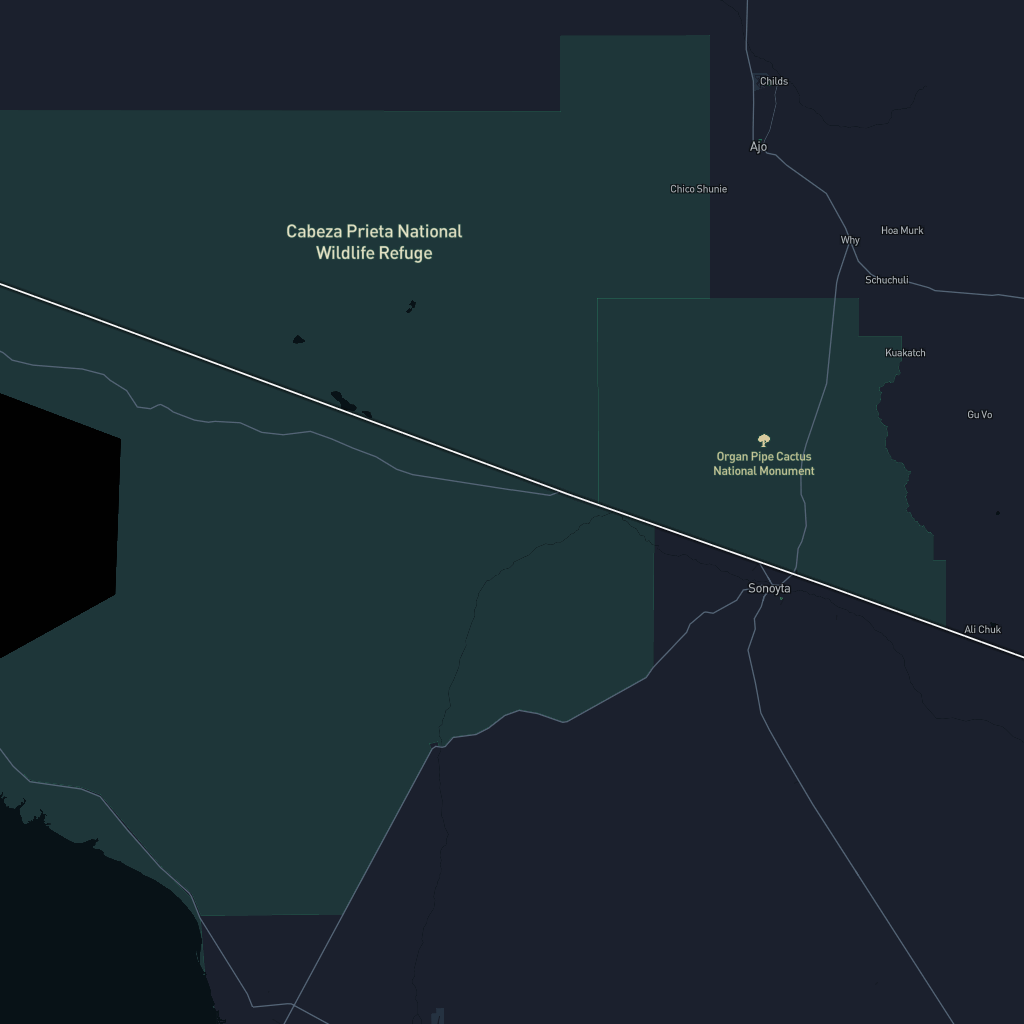 Childs
Ajo
Chico Shunie
Cabeza Prieta National
Wildlife Refuge
Hoa Murk
Why
Schuchuli
Kuakatch
Gu Vo
Organ Pipe Cactus
National Monument
Sonoyta
Ali Chuk